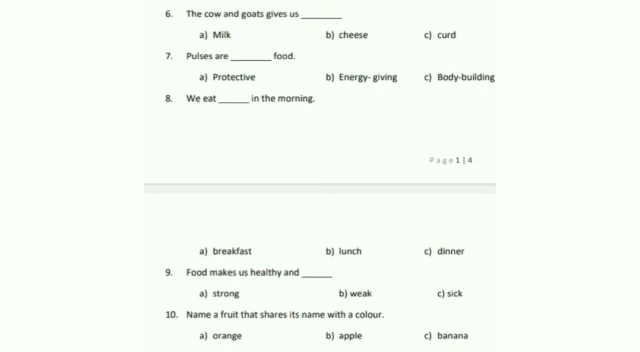 6. The cow and goats gives us ________
a) Milk b) cheese c) curd
7. Pulses are ________ food.
a) Protective b) Energy- giving c) Body-building
8. We eat ______ in the morning.
Page 1 | 4
a) breakfast b) lunch c) dinner
9. Food makes us healthy and ______
a) strong b) weak c) sick
10. Name a fruit that shares its name with a colour.
a) orange b) apple c) banana